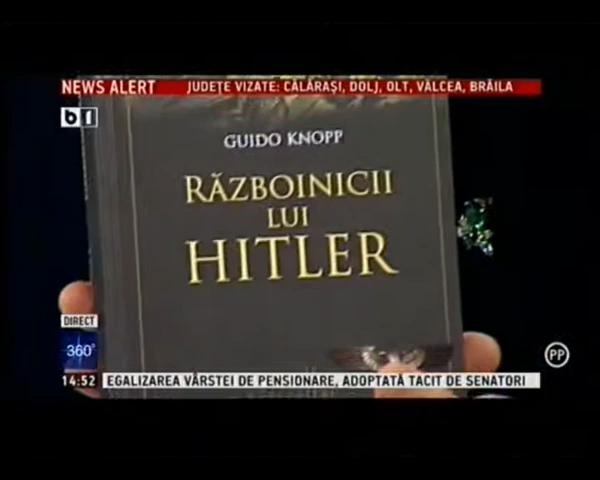 NEWS ALERT JUDEȚE VIZATE: CĂLĂRAȘI, DOLJ, OLT, VÂLCEA, BRĂILA
b1
GUIDO KNOPP
RĂZBOINICII
LUI
HITLER
DIRECT
360°
PP
14:52 EGALIZAREA VÂRSTEI DE PENSIONARE, ADOPTATĂ TACIT DE SENATORI